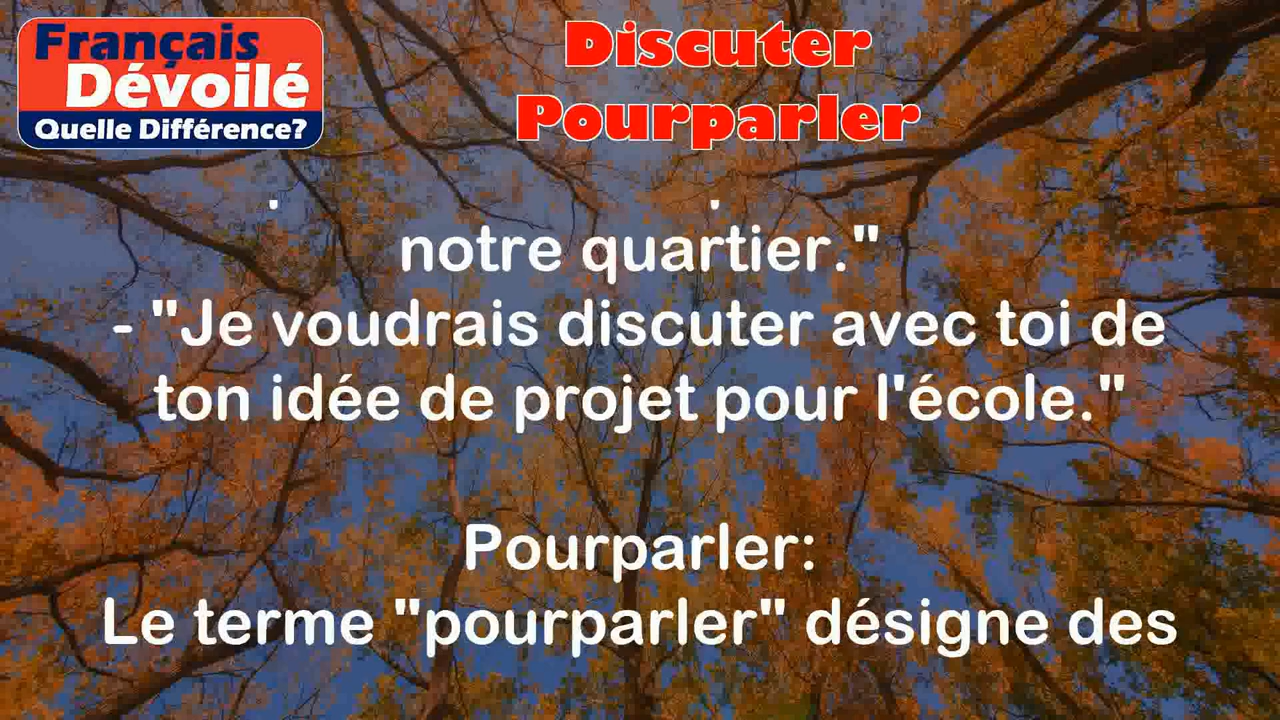 Français
Dévoilé
Quelle Différence?
Discuter
Pourparler
notre quartier."
- "Je voudrais discuter avec toi de
ton idée de projet pour l'école."
Pourparler:
Le terme "pourparler" désigne des